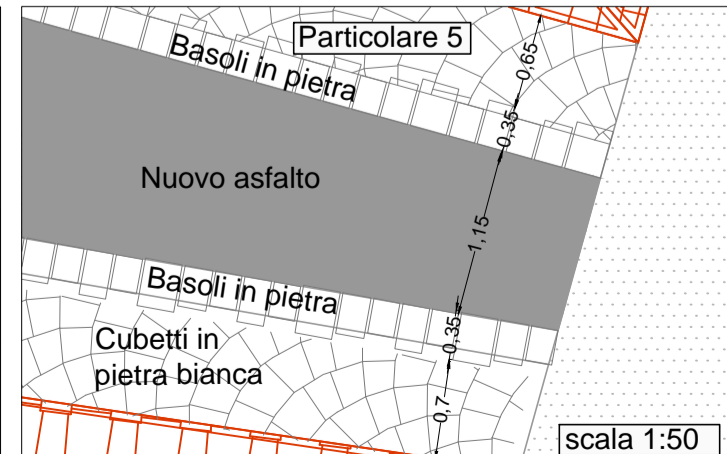 Particolare 5
Basoli in pietra
0,65
0,35
Nuovo asfalto
1,15
Basoli in pietra
0,35
Cubetti in
pietra bianca
0,7
scala 1:50